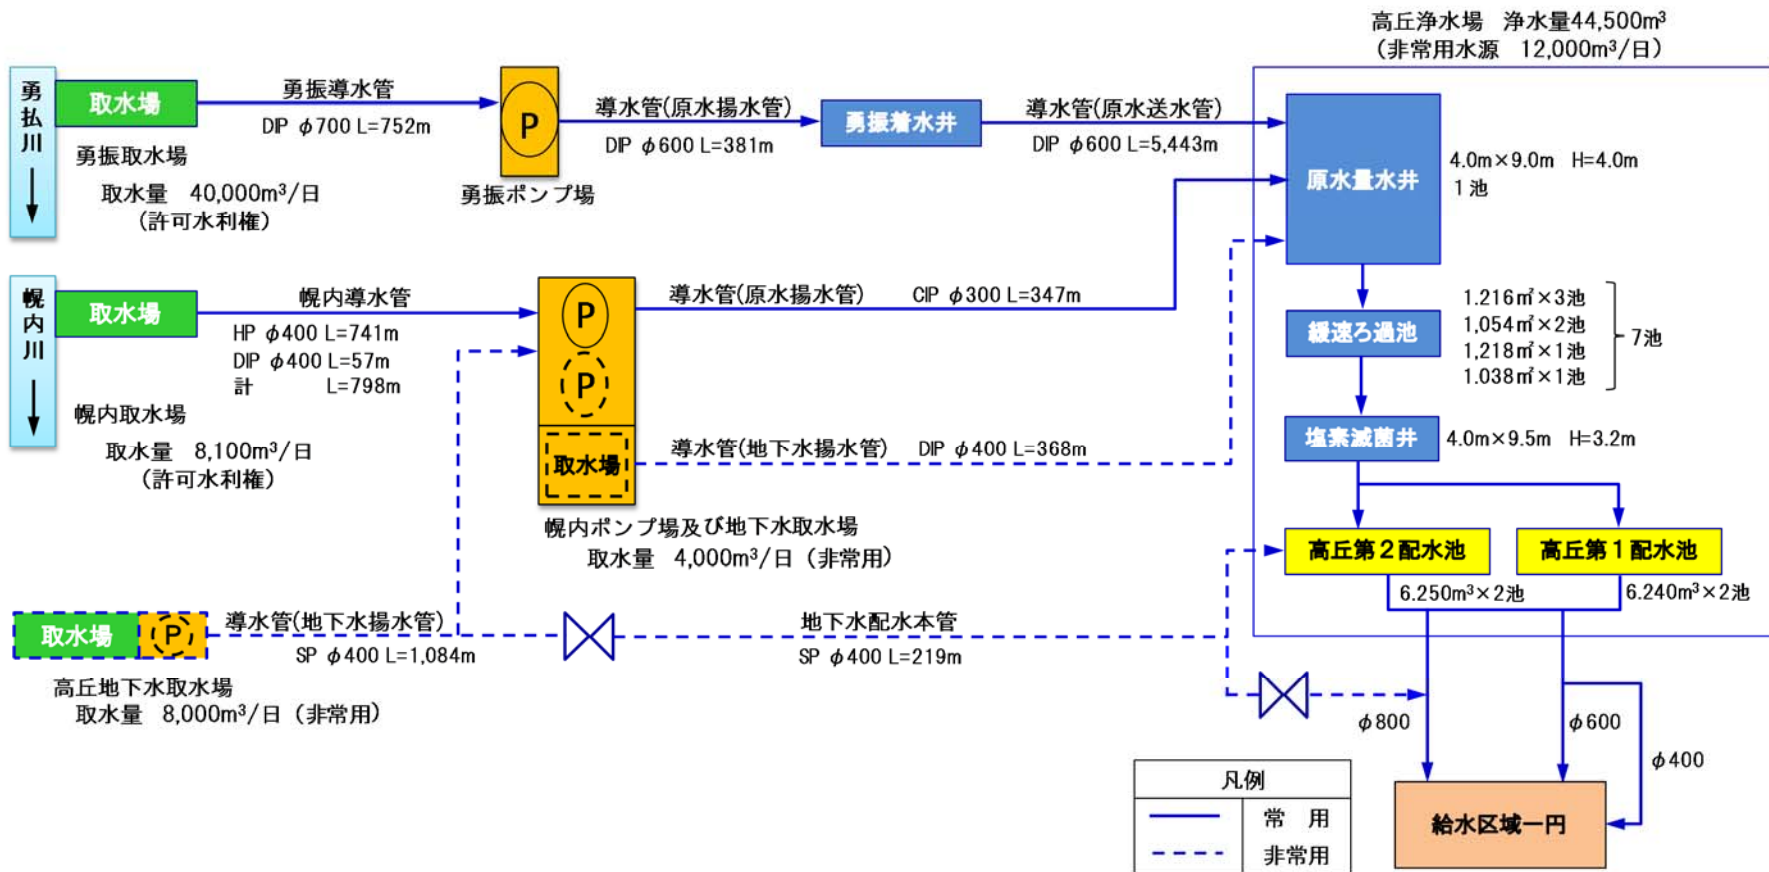 高丘浄水場　浄水量44,500m³
（非常用水源　12,000m³/日）
勇払川
取水場
勇振導水管
DIP φ700 L=752m
勇振取水場
取水量　40,000m³/日
（許可水利権）
P
勇振ポンプ場
導水管(原水揚水管)
DIP φ600 L=381m
勇振着水井
導水管(原水送水管)
DIP φ600 L=5,443m
原水量水井
4.0m×9.0m　H=4.0m
1池
幌内川
取水場
幌内導水管
HP φ400 L=741m
DIP φ400 L=57m
計　　　L=798m
幌内取水場
取水量　8,100m³/日
（許可水利権）
P
P
取水場
導水管(原水揚水管)　CIP φ300 L=347m
導水管(地下水揚水管)　DIP φ400 L=368m
幌内ポンプ場及び地下水取水場
取水量　4,000m³/日（非常用）
緩速ろ過池
1.216㎡×3池
1,054㎡×2池
1,218㎡×1池
1.038㎡×1池
7池
塩素滅菌井
4.0m×9.5m　H=3.2m
高丘第２配水池
高丘第１配水池
6.250m³×2池
6.240m³×2池
取水場
P
導水管(地下水揚水管)
SP φ400 L=1,084m
高丘地下水取水場
取水量　8,000m³/日（非常用）
地下水配水本管
SP φ400 L=219m
φ800
φ600
φ400
給水区域一円
凡例
常　用
非常用